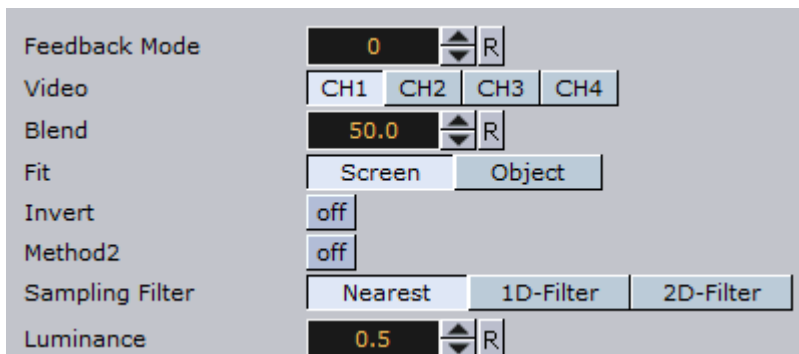 Feedback Mode 0 R
Video CH1 CH2 CH3 CH4
Blend 50.0 R
Fit Screen Object
Invert off
Method2 off
Sampling Filter Nearest 1D-Filter 2D-Filter
Luminance 0.5 R